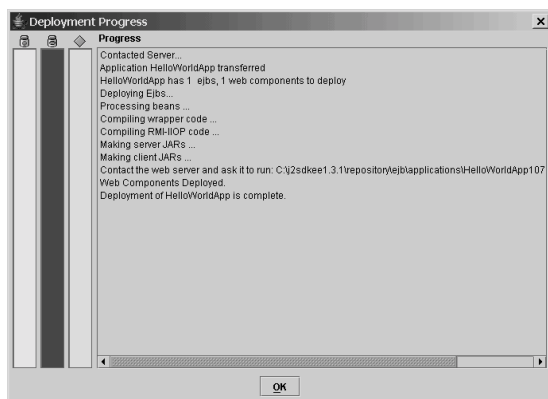 Deployment Progress
Progress
Contacted Server...
Application HelloWorldApp transferred
HelloWorldApp has 1 ejbs, 1 web components to deploy
Deploying Ejbs...
Processing beans ...
Compiling wrapper code ...
Compiling RMI-IIOP code ...
Making server JARs ...
Making client JARs ...
Contact the web server and ask it to run: C:\j2sdkee1.3.1\repository\ejb\applications\HelloWorldApp107
Web Components Deployed.
Deployment of HelloWorldApp is complete.
OK